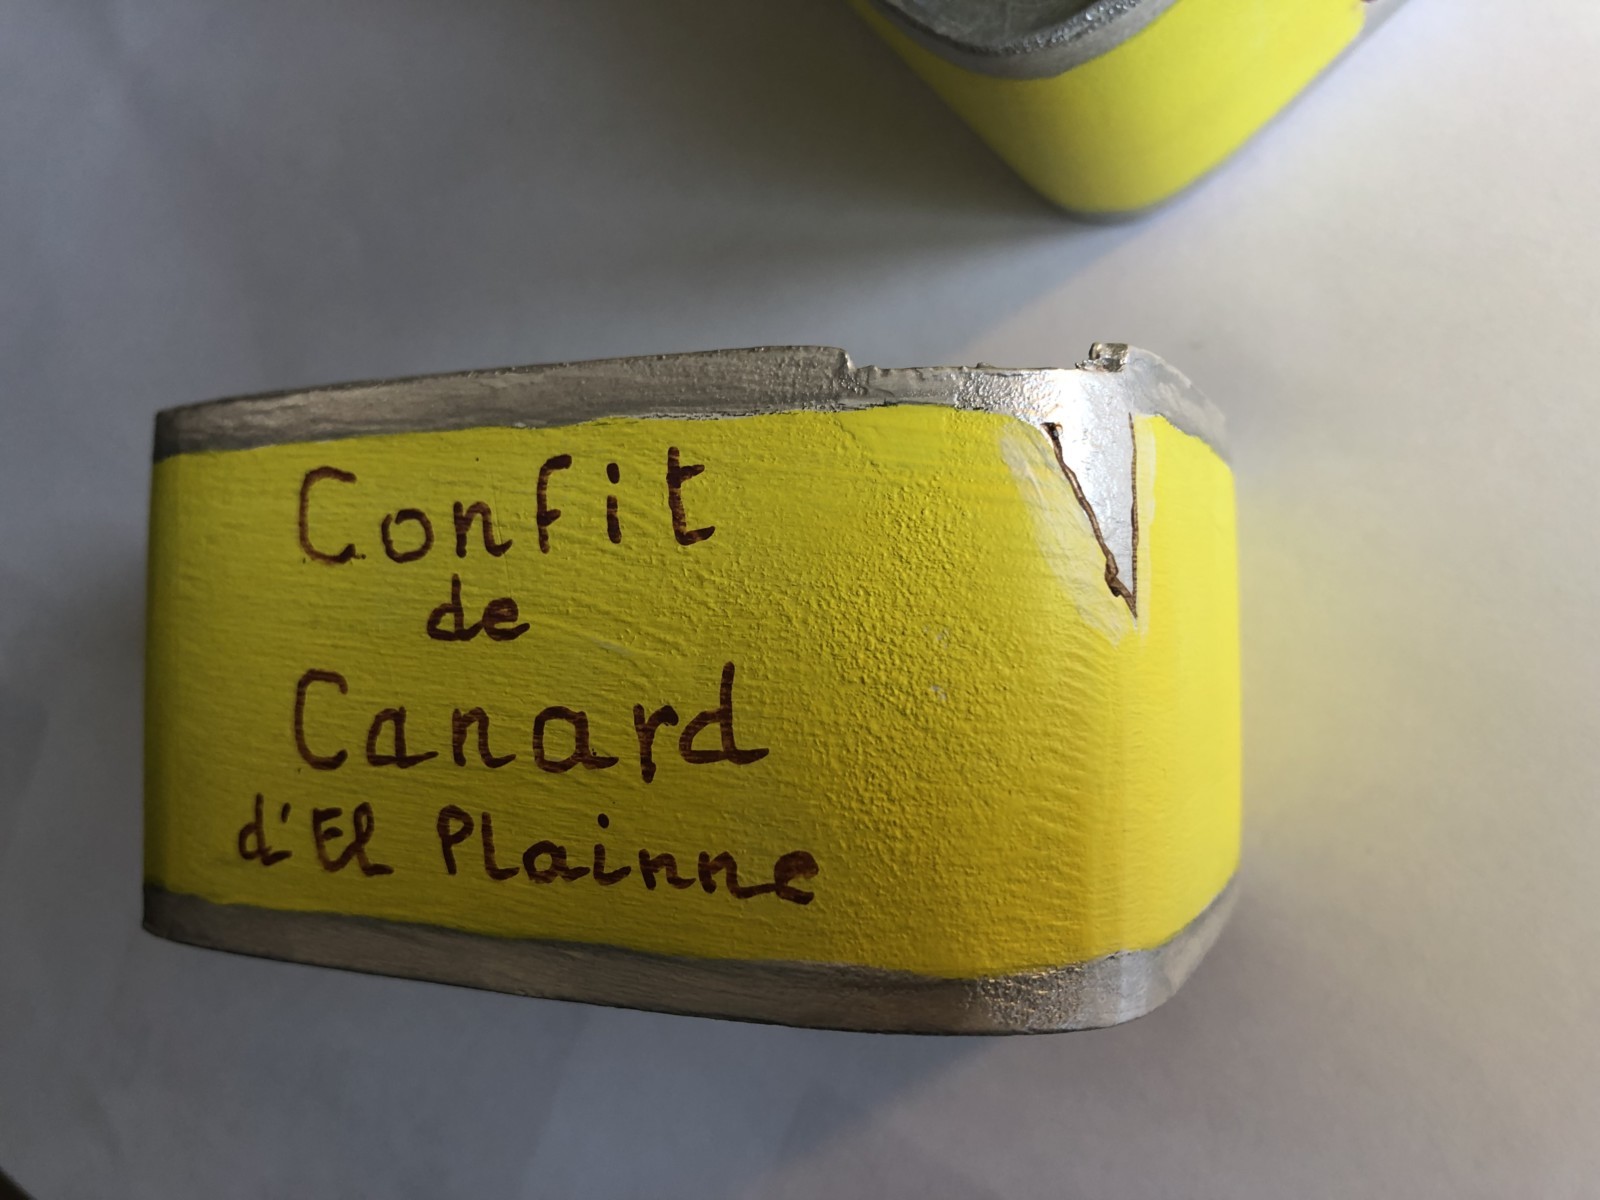 Confit
de
Canard
d'El Plainne